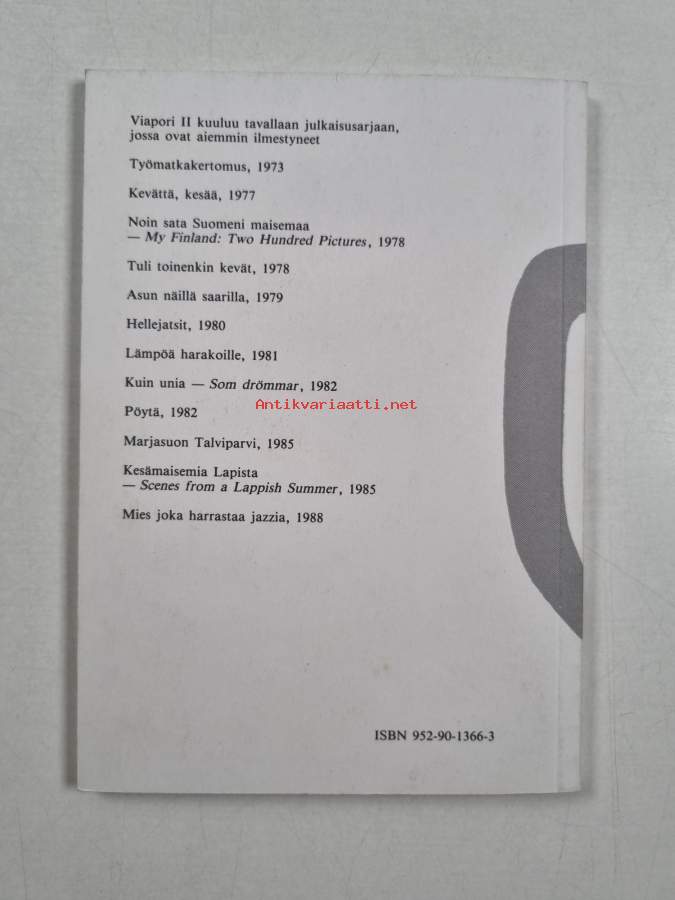 Viapori II kuuluu tavallaan julkaisusarjaan,
jossa ovat aiemmin ilmestyneet
Työmatkakertomus, 1973
Kevättä, kesää, 1977
Noin sata Suomeni maisemaa
— My Finland: Two Hundred Pictures, 1978
Tuli toinenkin kevät, 1978
Asun näillä saarilla, 1979
Hellejatsit, 1980
Lämpöä harakoille, 1981
Kuin unia — Som drömmar, 1982
Antikvariaatti.net
Pöytä, 1982
Marjasuon Talviparvi, 1985
Kesämaisemia Lapista
— Scenes from a Lappish Summer, 1985
Mies joka harrastaa jazzia, 1988
ISBN 952-90-1366-3